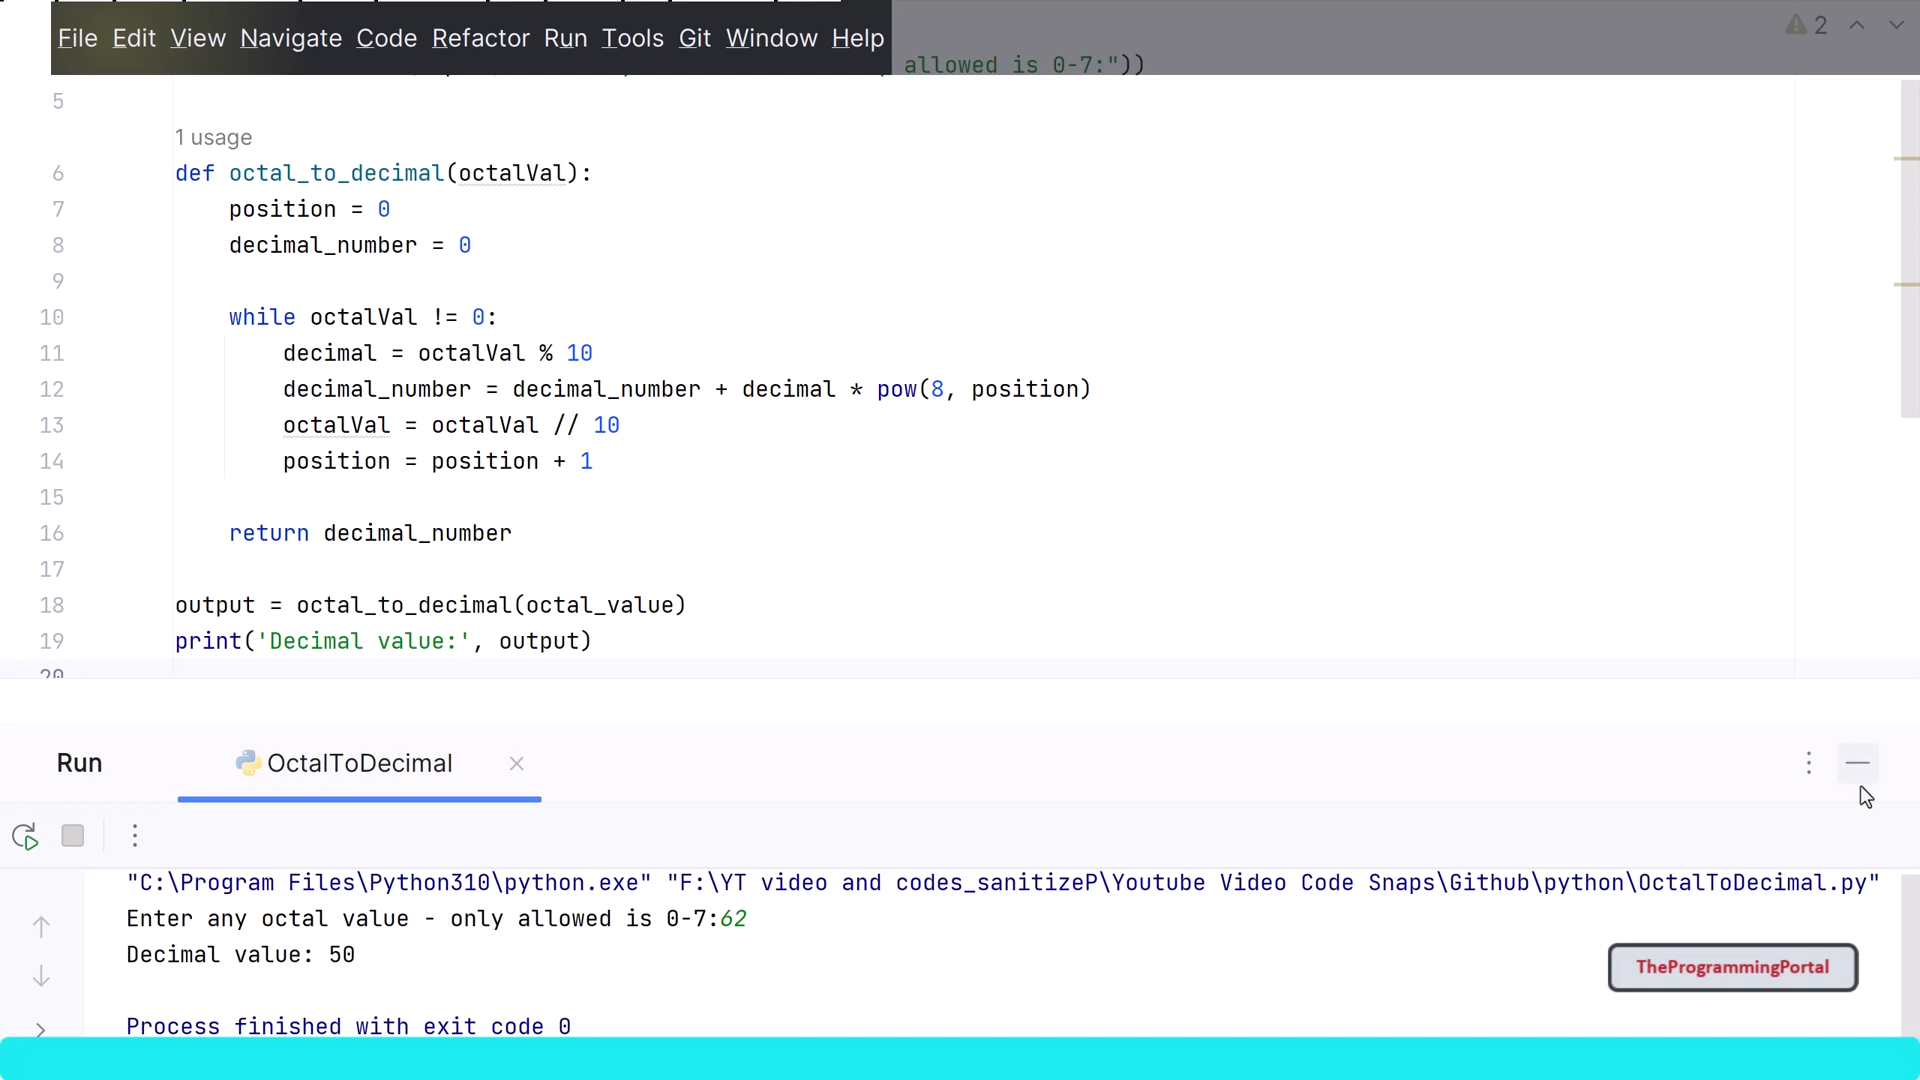 File Edit View Navigate Code Refactor Run Tools Git Window Help
2
allowed is 0-7:"))
5
1 usage
6 def octal_to_decimal(octalVal):
7 position = 0
8 decimal_number = 0
9
10 while octalVal != 0:
11 decimal = octalVal % 10
12 decimal_number = decimal_number + decimal * pow(8, position)
13 octalVal = octalVal // 10
14 position = position + 1
15
16 return decimal_number
17
18 output = octal_to_decimal(octal_value)
19 print('Decimal value:', output)
20
Run OctalToDecimal
"C:\Program Files\Python310\python.exe" "F:\YT video and codes_sanitizeP\Youtube Video Code Snaps\Github\python\OctalToDecimal.py"
Enter any octal value - only allowed is 0-7:62
Decimal value: 50
TheProgrammingPortal
Process finished with exit code 0